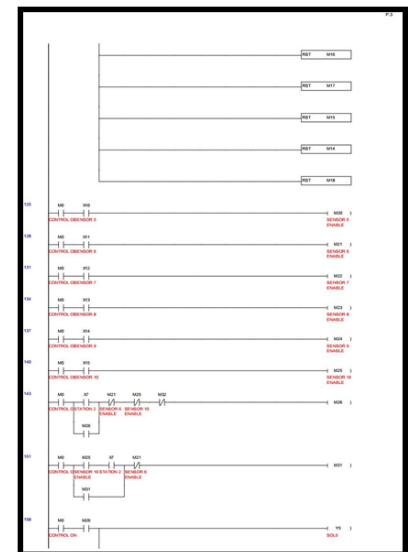 P.3
RST M16
RST M17
RST M15
RST M14
RST M18
125 M0 X10 M20
CONTROL ON SENSOR 5 SENSOR 5
ENABLE
128 M0 X11 M21
CONTROL ON SENSOR 6 SENSOR 6
ENABLE
131 M0 X12 M22
CONTROL ON SENSOR 7 SENSOR 7
ENABLE
134 M0 X13 M23
CONTROL ON SENSOR 8 SENSOR 8
ENABLE
137 M0 X14 M24
CONTROL ON SENSOR 9 SENSOR 9
ENABLE
140 M0 X15 M25
CONTROL ON SENSOR 10 SENSOR 10
ENABLE
143 M0 X7 M21 M25 M32 M26
CONTROL ON STATION 2 SENSOR 6 SENSOR 10
ENABLE ENABLE
M26
151 M0 M25 X7 M21 M31
CONTROL ON SENSOR 10 STATION 2 SENSOR 6
ENABLE ENABLE
M31
158 M0 M26 Y5
CONTROL ON SOL5